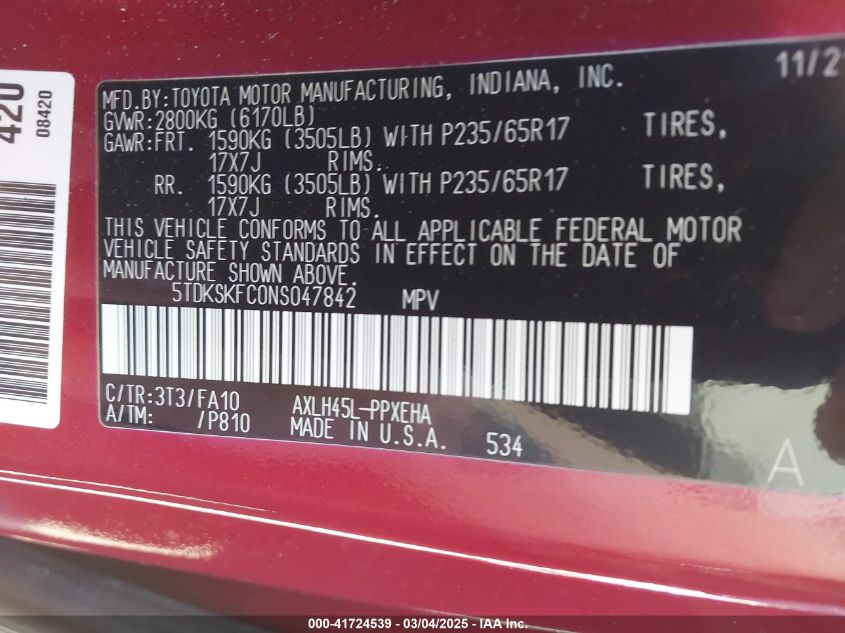 420
08420
11/21
MFD.BY:TOYOTA MOTOR MANUFACTURING, INDIANA, INC.
GVWR:2800KG (6170LB)
GAWR:FRT. 1590KG (3505LB) WITH P235/65R17 TIRES,
17X7J RIMS.
RR. 1590KG (3505LB) WITH P235/65R17 TIRES,
17X7J RIMS.
THIS VEHICLE CONFORMS TO ALL APPLICABLE FEDERAL MOTOR
VEHICLE SAFETY STANDARDS IN EFFECT ON THE DATE OF
MANUFACTURE SHOWN ABOVE.
5TDKSKFC0NS047842 MPV
C/TR:3T3/FA10 AXLH45L-PPXEHA
A/TM: /P810 MADE IN U.S.A. 534
A
000-41724539 — 03/04/2025 — IAA Inc.